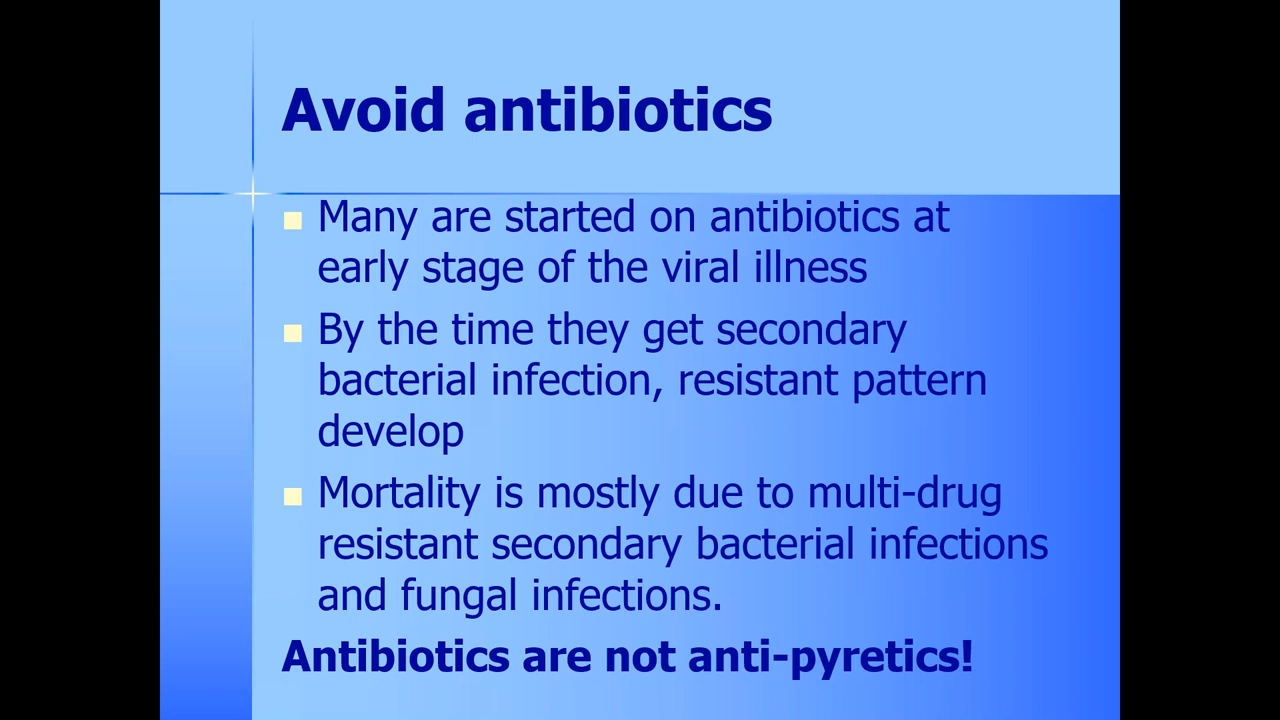 Avoid antibiotics
Many are started on antibiotics at
early stage of the viral illness
By the time they get secondary
bacterial infection, resistant pattern
develop
Mortality is mostly due to multi-drug
resistant secondary bacterial infections
and fungal infections.
Antibiotics are not anti-pyretics!